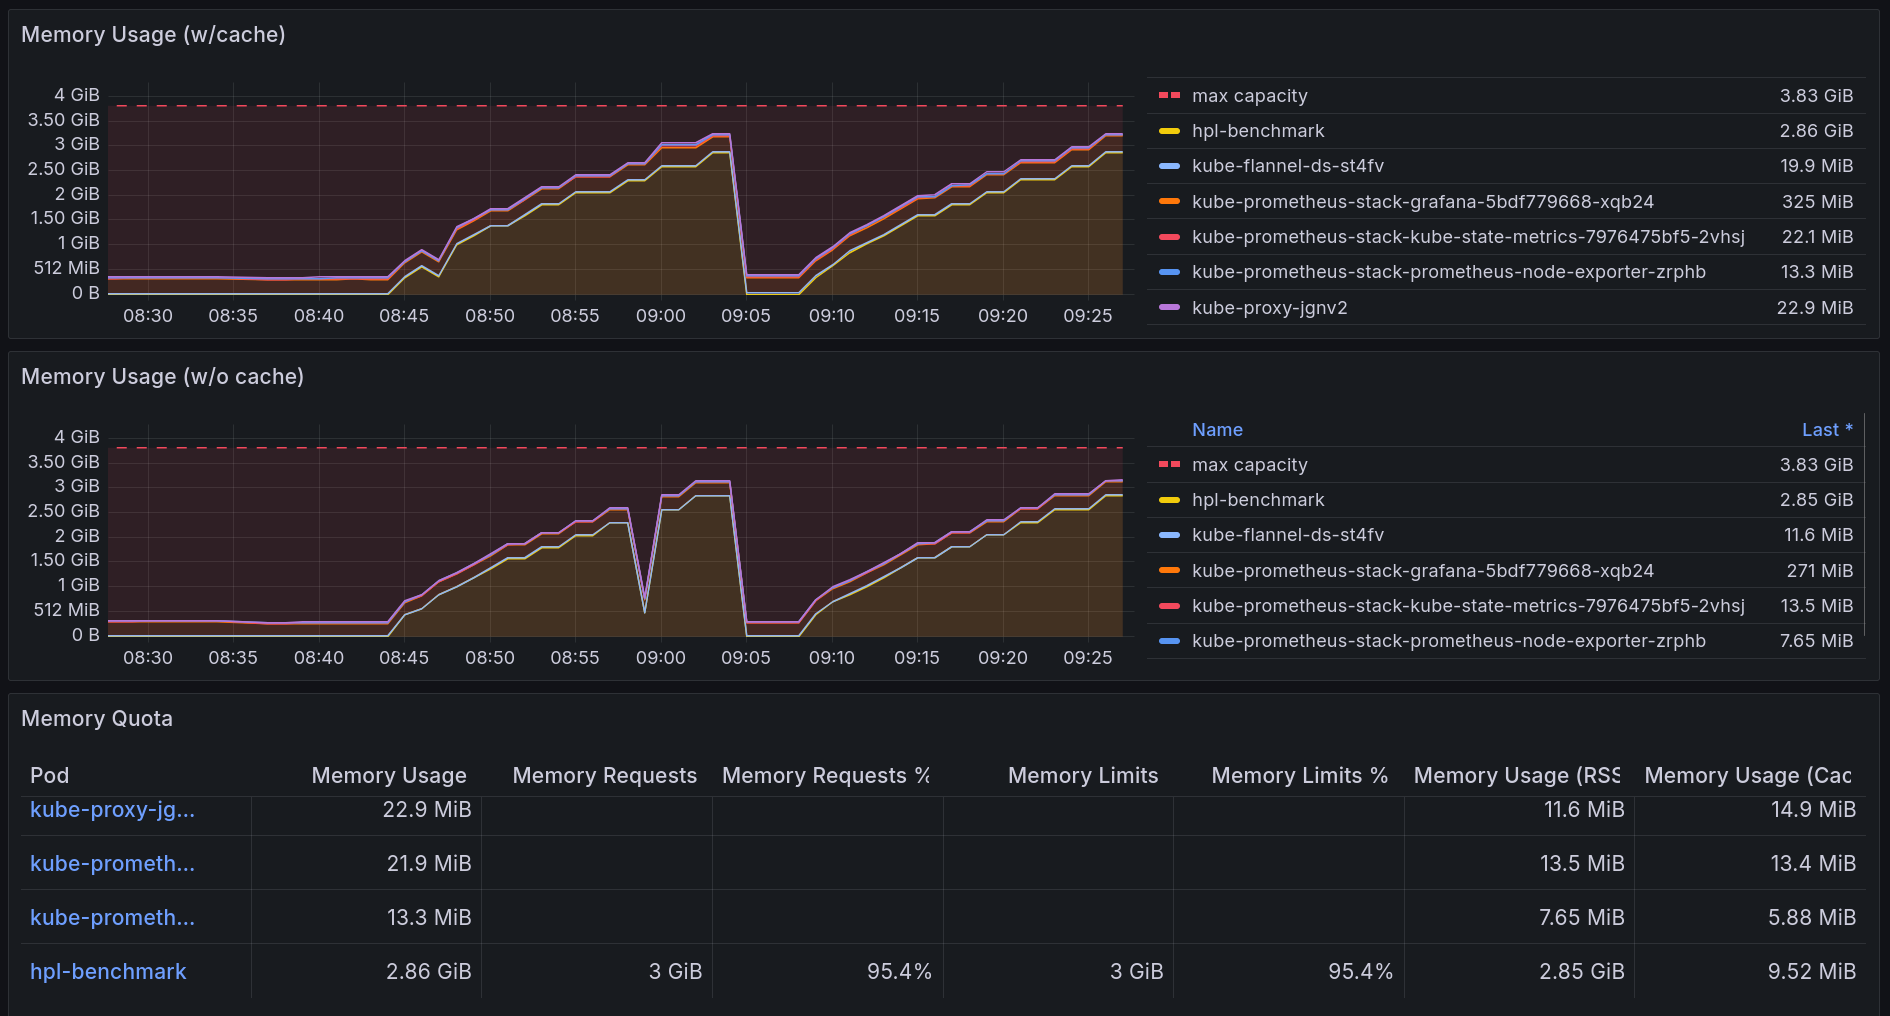 Memory Usage (w/cache)
4 GiB
3.50 GiB
3 GiB
2.50 GiB
2 GiB
1.50 GiB
1 GiB
512 MiB
0 B
08:30 08:35 08:40 08:45 08:50 08:55 09:00 09:05 09:10 09:15 09:20 09:25
max capacity 3.83 GiB
hpl-benchmark 2.86 GiB
kube-flannel-ds-st4fv 19.9 MiB
kube-prometheus-stack-grafana-5bdf779668-xqb24 325 MiB
kube-prometheus-stack-kube-state-metrics-7976475bf5-2vhsj 22.1 MiB
kube-prometheus-stack-prometheus-node-exporter-zrphb 13.3 MiB
kube-proxy-jgnv2 22.9 MiB
Memory Usage (w/o cache)
4 GiB
3.50 GiB
3 GiB
2.50 GiB
2 GiB
1.50 GiB
1 GiB
512 MiB
0 B
08:30 08:35 08:40 08:45 08:50 08:55 09:00 09:05 09:10 09:15 09:20 09:25
Name Last *
max capacity 3.83 GiB
hpl-benchmark 2.85 GiB
kube-flannel-ds-st4fv 11.6 MiB
kube-prometheus-stack-grafana-5bdf779668-xqb24 271 MiB
kube-prometheus-stack-kube-state-metrics-7976475bf5-2vhsj 13.5 MiB
kube-prometheus-stack-prometheus-node-exporter-zrphb 7.65 MiB
Memory Quota
Pod Memory Usage Memory Requests Memory Requests % Memory Limits Memory Limits % Memory Usage (RSS Memory Usage (Cac
kube-proxy-jg... 22.9 MiB 11.6 MiB 14.9 MiB
kube-prometh... 21.9 MiB 13.5 MiB 13.4 MiB
kube-prometh... 13.3 MiB 7.65 MiB 5.88 MiB
hpl-benchmark 2.86 GiB 3 GiB 95.4% 3 GiB 95.4% 2.85 GiB 9.52 MiB